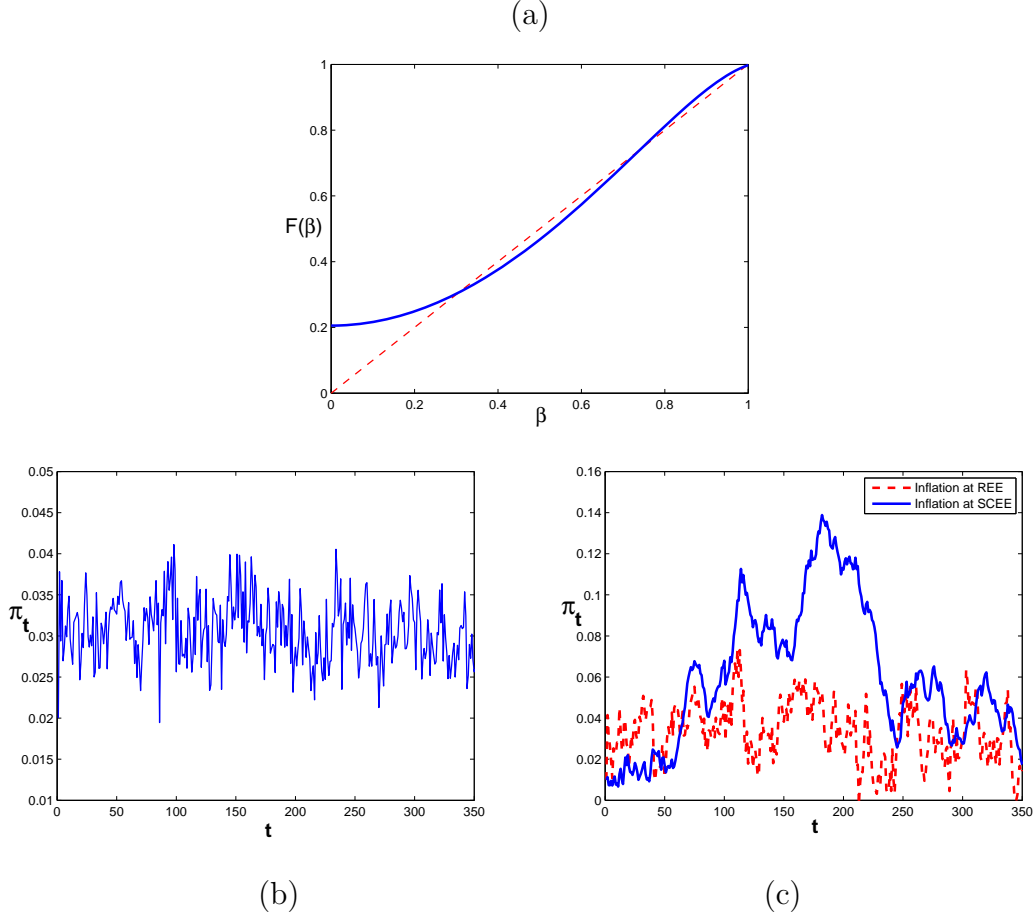 (a)
1
0.8
0.6
F(β)
0.4
0.2
0
0 0.2 0.4 0.6 0.8 1
β
0.05
0.045
0.04
0.035
π_t
0.03
0.025
0.02
0.015
0.01
0 50 100 150 200 250 300 350
t
(b)
0.16
0.14
0.12
0.1
π_t
0.08
0.06
0.04
0.02
0
0 50 100 150 200 250 300 350
t
Inflation at REE
Inflation at SCEE
(c)